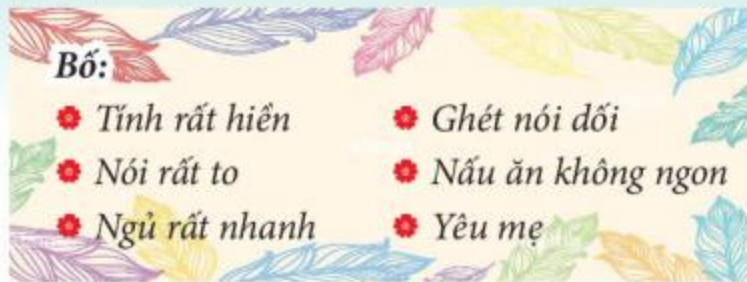 Bố:
Tính rất hiền
Nói rất to
Ngủ rất nhanh
Ghét nói dối
Nấu ăn không ngon
Yêu mẹ